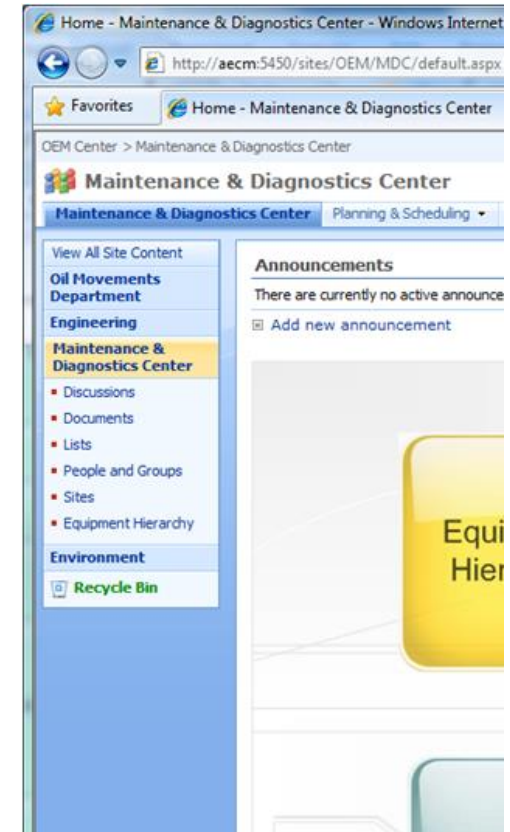 Home - Maintenance & Diagnostics Center - Windows Internet
http://aecm:5450/sites/OEM/MDC/default.aspx
Favorites
Home - Maintenance & Diagnostics Center
OEM Center > Maintenance & Diagnostics Center
Maintenance & Diagnostics Center
Maintenance & Diagnostics Center Planning & Scheduling
View All Site Content
Oil Movements
Department
Engineering
Maintenance &
Diagnostics Center
Discussions
Documents
Lists
People and Groups
Sites
Equipment Hierarchy
Environment
Recycle Bin
Announcements
There are currently no active announce
Add new announcement
Equi
Hier